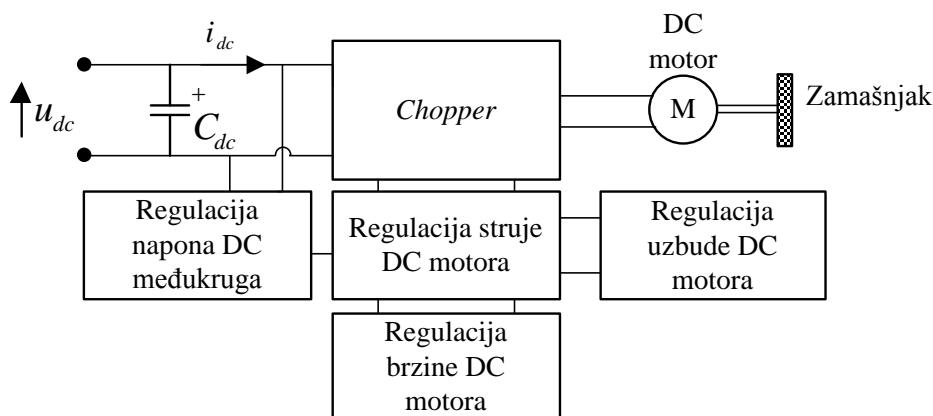 i_dc
DC
motor
+
u_dc
C_dc
Chopper
M
Zamašnjak
Regulacija
napona DC
međukruga
Regulacija struje
DC motora
Regulacija
uzbude DC
motora
Regulacija
brzine DC
motora